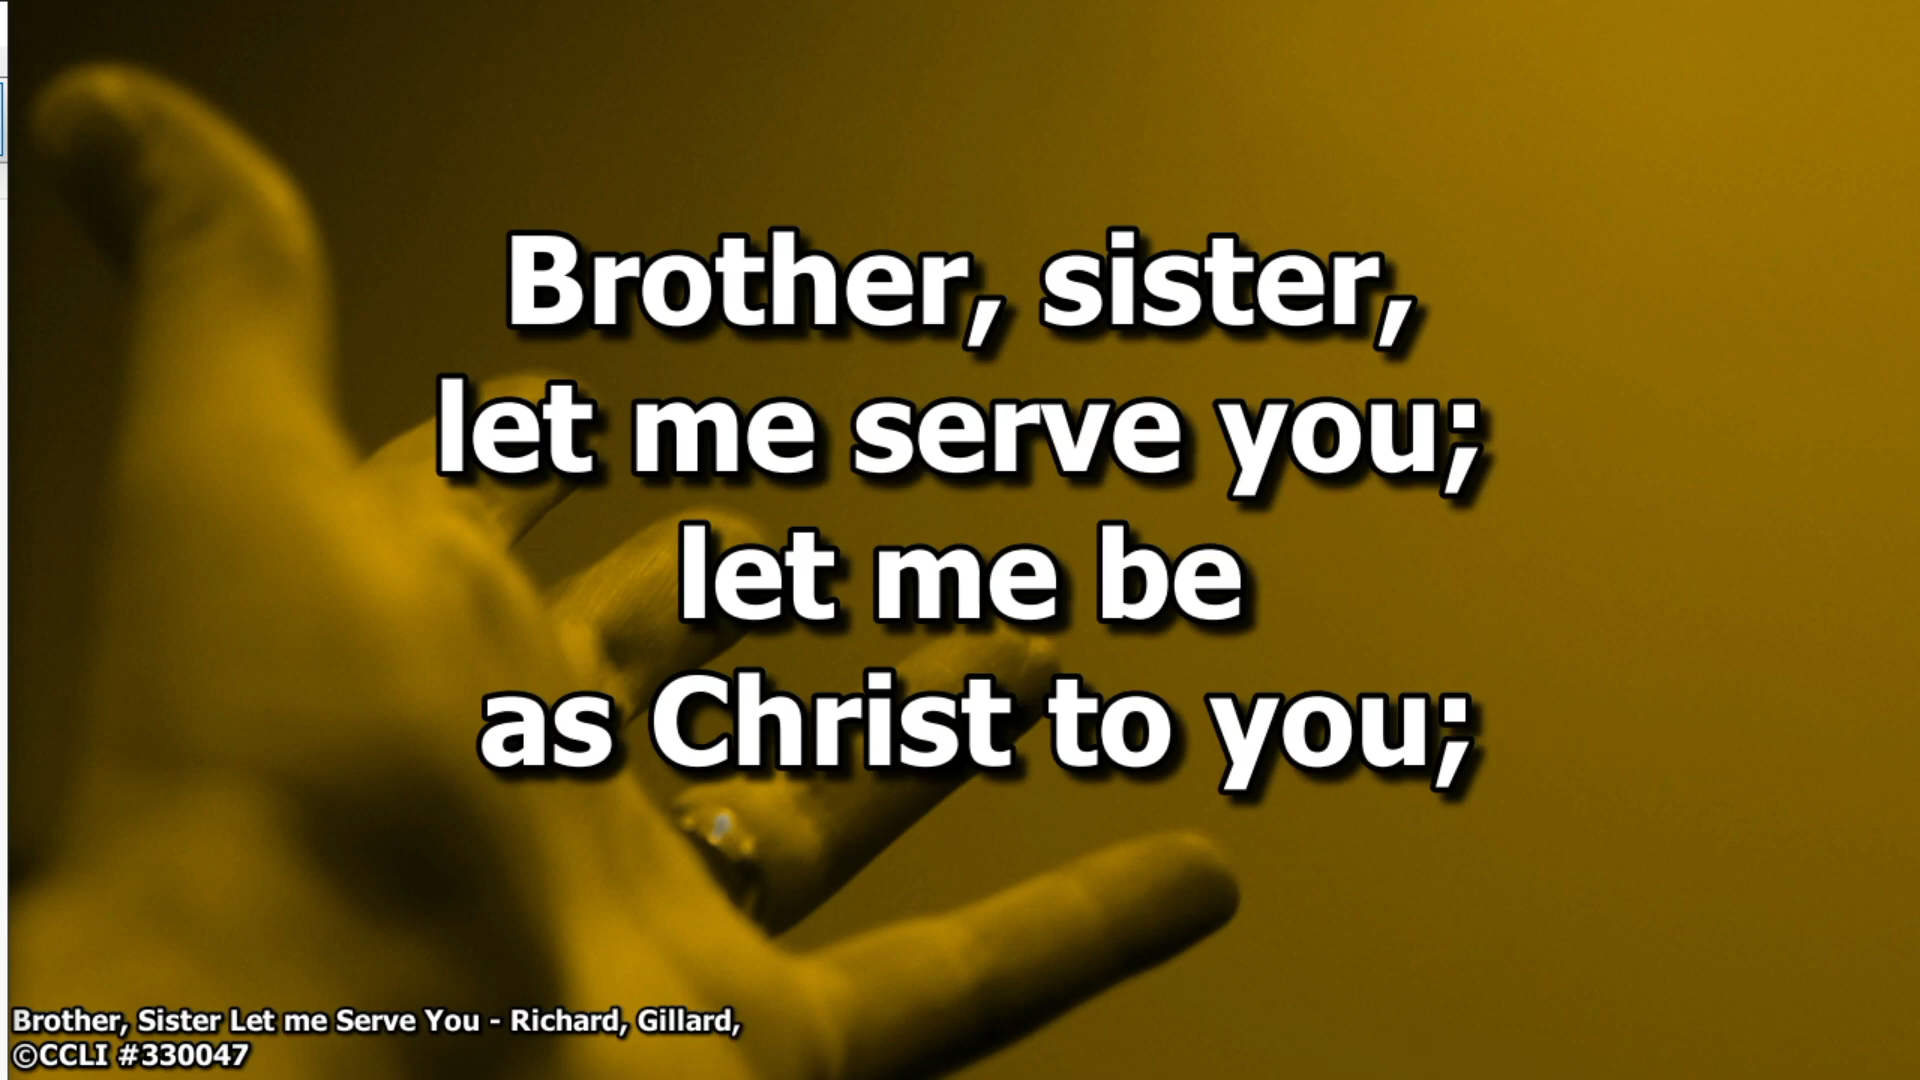 Brother, sister,
let me serve you;
let me be
as Christ to you;
Brother, Sister Let me Serve You - Richard, Gillard,
©CCLI #330047